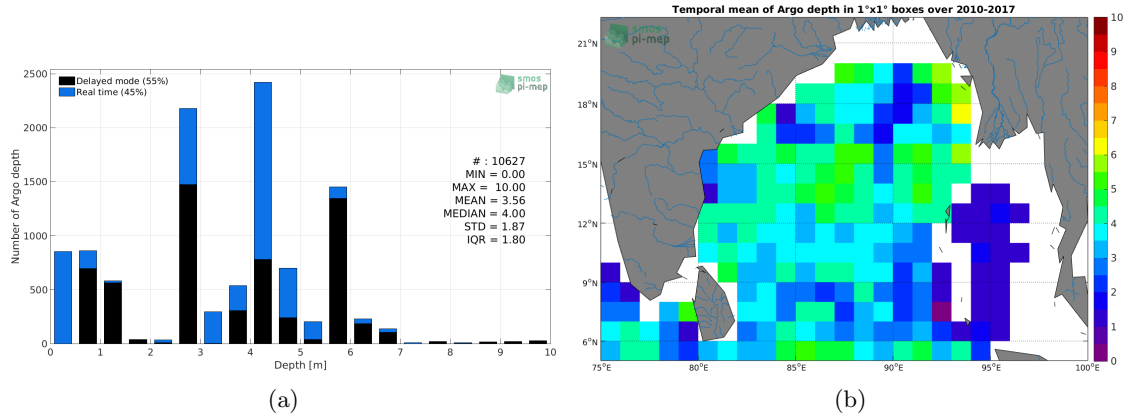 Delayed mode (55%)
Real time (45%)
smos
pi-mep
# : 10627
MIN = 0.00
MAX = 10.00
MEAN = 3.56
MEDIAN = 4.00
STD = 1.87
IQR = 1.80
Number of Argo depth
2500
2000
1500
1000
500
0
0 1 2 3 4 5 6 7 8 9 10
Depth [m]
(a)
Temporal mean of Argo depth in 1°x1° boxes over 2010-2017
smos
pi-mep
21°N
18°N
15°N
12°N
9°N
6°N
75°E 80°E 85°E 90°E 95°E 100°E
10
9
8
7
6
5
4
3
2
1
0
(b)